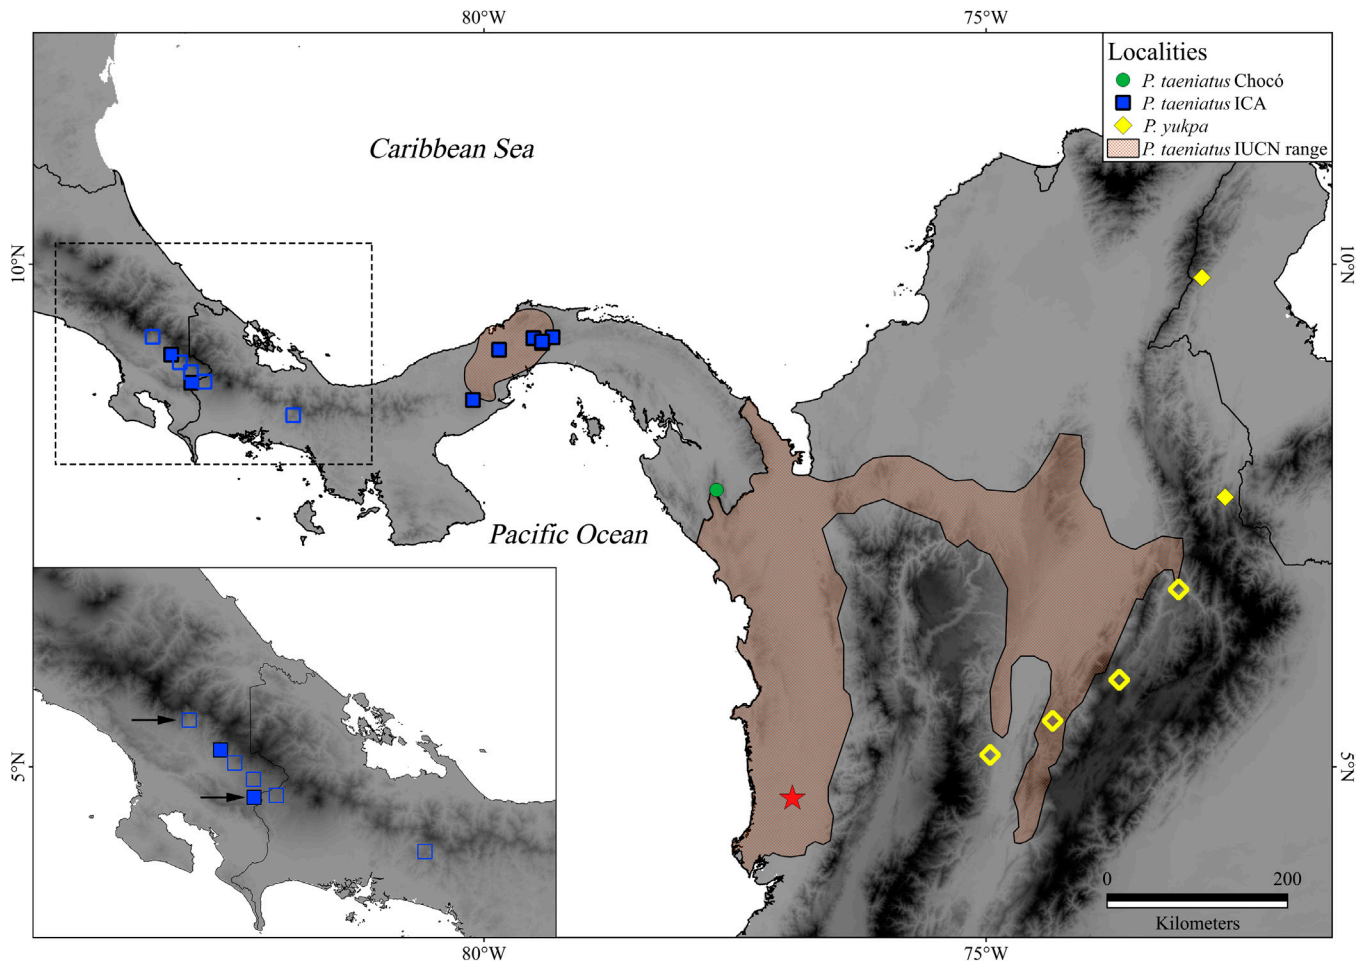 80°W 75°W
Localities
P. taeniatus Chocó
P. taeniatus ICA
P. yukpa
P. taeniatus IUCN range
Caribbean Sea
10°N 10°N
Pacific Ocean
5°N 5°N
0 200
Kilometers
80°W 75°W